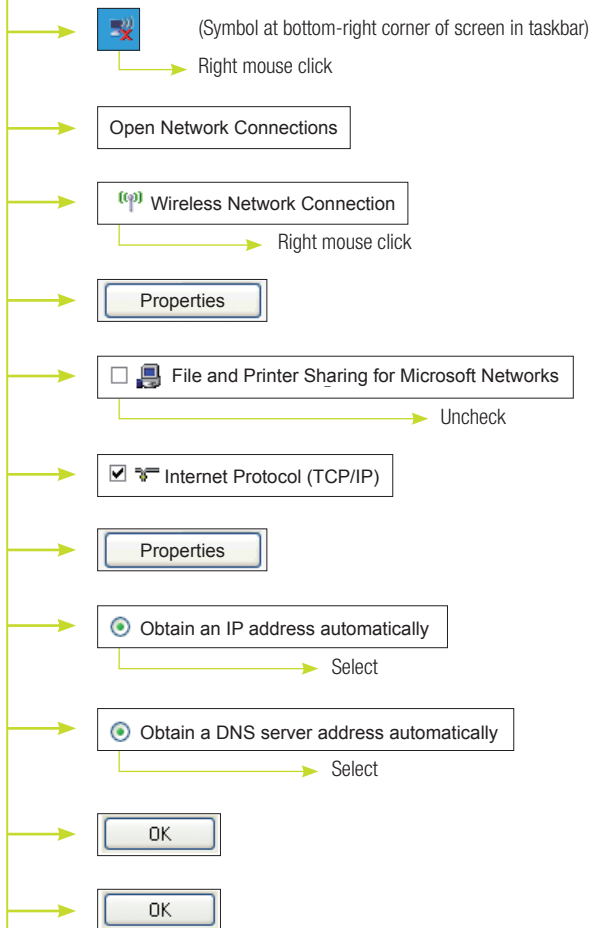 (Symbol at bottom-right corner of screen in taskbar)
Right mouse click
Open Network Connections
Wireless Network Connection
Right mouse click
Properties
File and Printer Sharing for Microsoft Networks
Uncheck
Internet Protocol (TCP/IP)
Properties
Obtain an IP address automatically
Select
Obtain a DNS server address automatically
Select
OK
OK